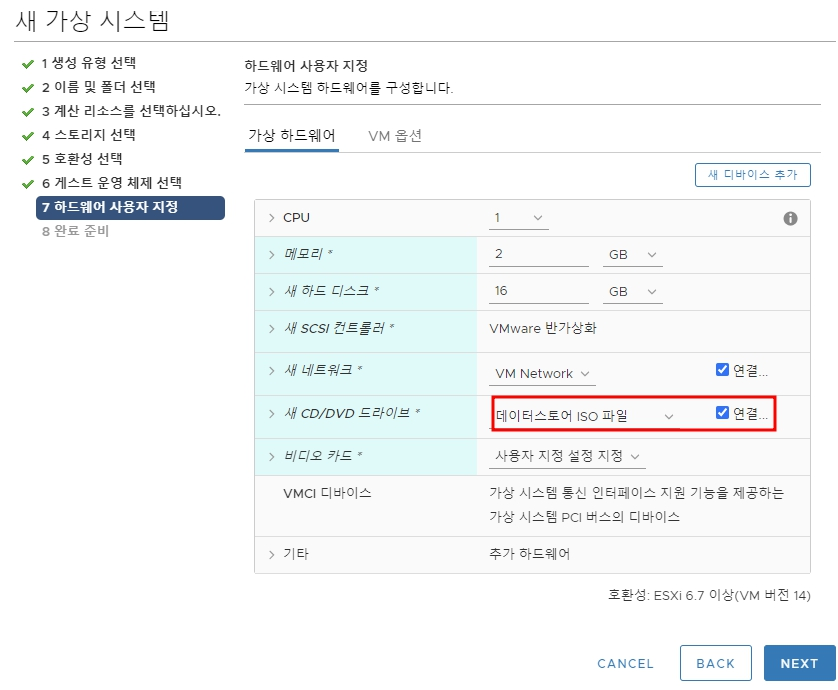 새 가상 시스템
1 생성 유형 선택
2 이름 및 폴더 선택
3 계산 리소스를 선택하십시오.
4 스토리지 선택
5 호환성 선택
6 게스트 운영 체제 선택
7 하드웨어 사용자 지정
8 완료 준비
하드웨어 사용자 지정
가상 시스템 하드웨어를 구성합니다.
가상 하드웨어 VM 옵션
새 디바이스 추가
CPU 1
메모리 * 2 GB
새 하드 디스크 * 16 GB
새 SCSI 컨트롤러 * VMware 반가상화
새 네트워크 * VM Network 연결...
새 CD/DVD 드라이브 * 데이터스토어 ISO 파일 연결...
비디오 카드 * 사용자 지정 설정 지정
VMCI 디바이스 가상 시스템 통신 인터페이스 지원 기능을 제공하는
가상 시스템 PCI 버스의 디바이스
기타 추가 하드웨어
호환성: ESXi 6.7 이상(VM 버전 14)
CANCEL BACK NEXT